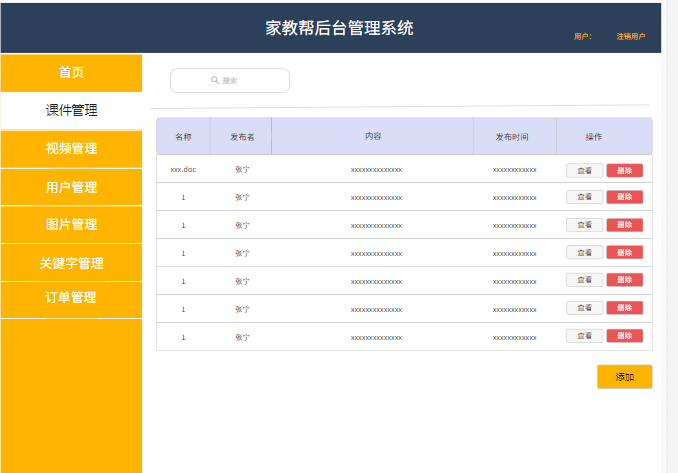 家教帮后台管理系统
用户： 注销用户
首页
课件管理
视频管理
用户管理
图片管理
关键字管理
订单管理
搜索
名称 发布者 内容 发布时间 操作
xxx.doc 张宁 xxxxxxxxxxxxxx xxxxxxxxxxxx 查看 删除
1 张宁 xxxxxxxxxxxxxx xxxxxxxxxxxx 查看 删除
1 张宁 xxxxxxxxxxxxxx xxxxxxxxxxxx 查看 删除
1 张宁 xxxxxxxxxxxxxx xxxxxxxxxxxx 查看 删除
1 张宁 xxxxxxxxxxxxxx xxxxxxxxxxxx 查看 删除
1 张宁 xxxxxxxxxxxxxx xxxxxxxxxxxx 查看 删除
1 张宁 xxxxxxxxxxxxxx xxxxxxxxxxxx 查看 删除
添加